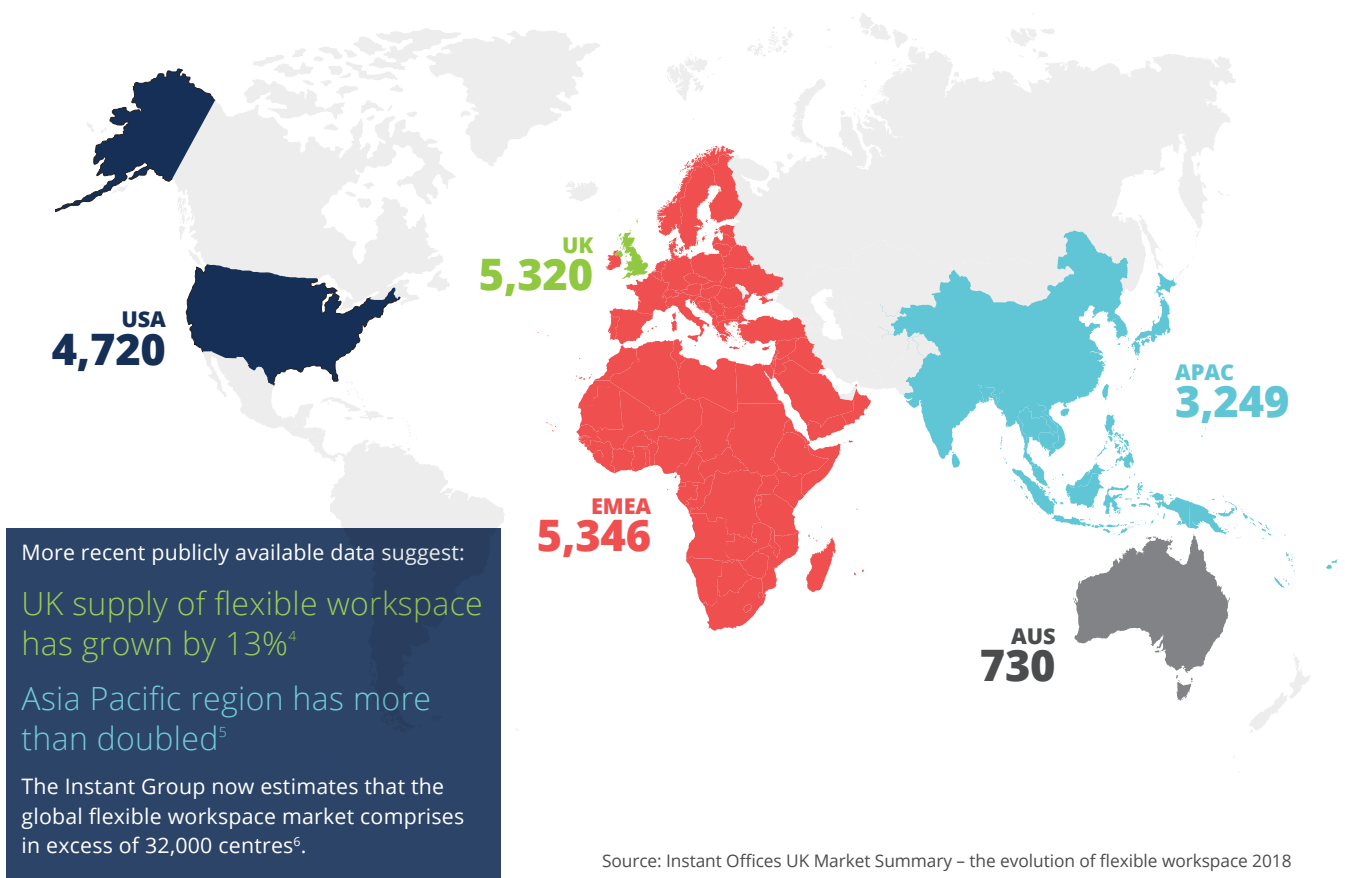 UK
5,320
USA
4,720
APAC
3,249
EMEA
5,346
AUS
730
More recent publicly available data suggest:
UK supply of flexible workspace
has grown by 13%⁴
Asia Pacific region has more
than doubled⁵
The Instant Group now estimates that the
global flexible workspace market comprises
in excess of 32,000 centres⁶.
Source: Instant Offices UK Market Summary – the evolution of flexible workspace 2018